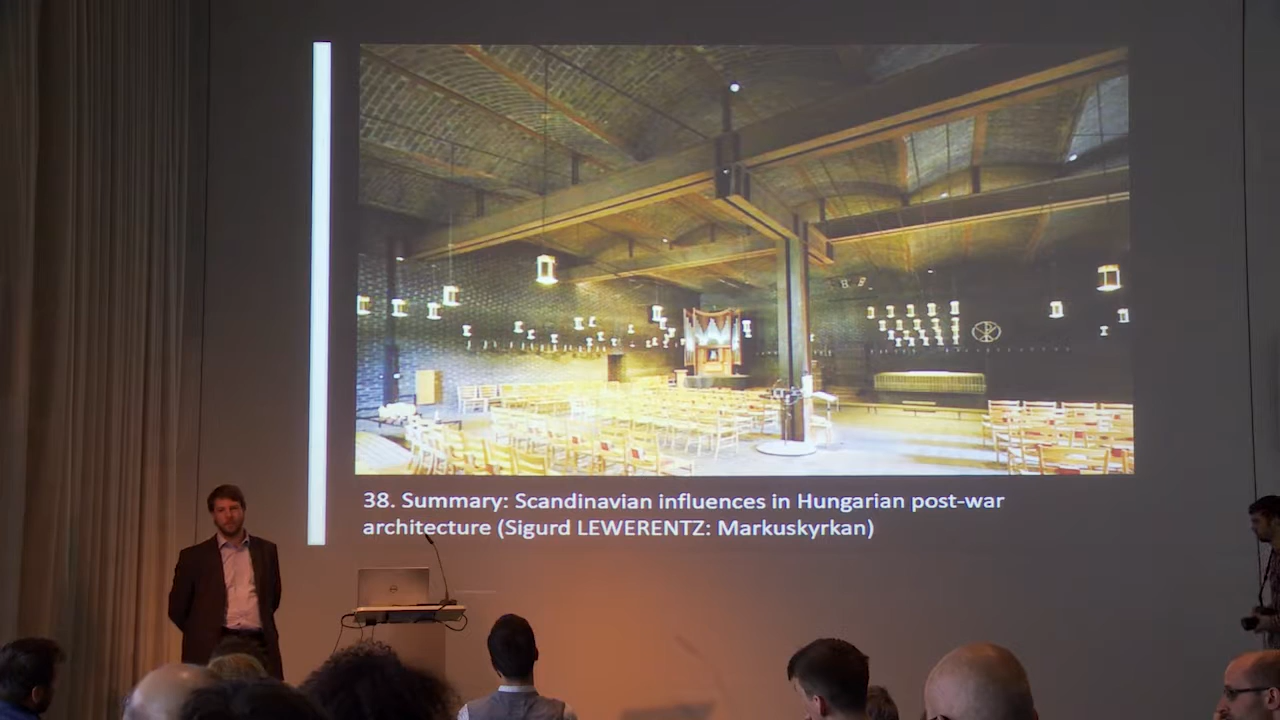 38. Summary: Scandinavian influences in Hungarian post-war
architecture (Sigurd LEWERENTZ: Markuskyrkan)